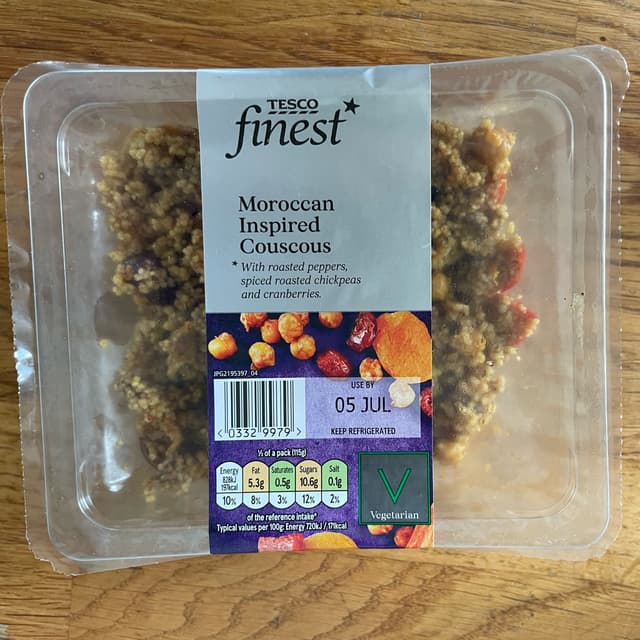 TESCO
finest*
Moroccan
Inspired
Couscous
* With roasted peppers,
spiced roasted chickpeas
and cranberries.
JPG2195397_04
USE BY
05 JUL
KEEP REFRIGERATED
< 0332 9979 >
½ of a pack (115g)
Energy Fat Saturates Sugars Salt
828kJ
197kcal 5.3g 0.5g 10.6g 0.1g
10% 8% 3% 12% 2%
of the reference intake*
Typical values per 100g: Energy 720kJ / 171kcal
V
Vegetarian